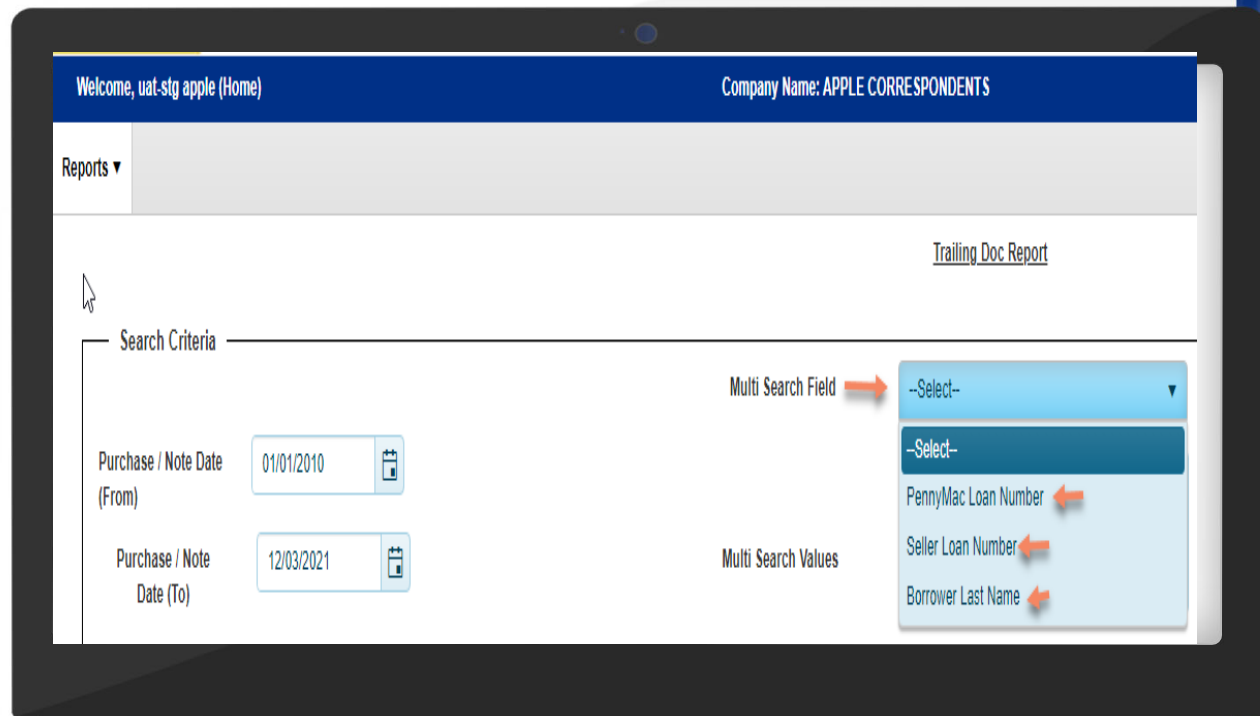 Welcome, uat-stg apple (Home)
Company Name: APPLE CORRESPONDENTS
Reports ▼
Trailing Doc Report
Search Criteria
Multi Search Field
--Select--
--Select--
PennyMac Loan Number
Seller Loan Number
Borrower Last Name
Purchase / Note Date
(From)
01/01/2010
Purchase / Note
Date (To)
12/03/2021
Multi Search Values